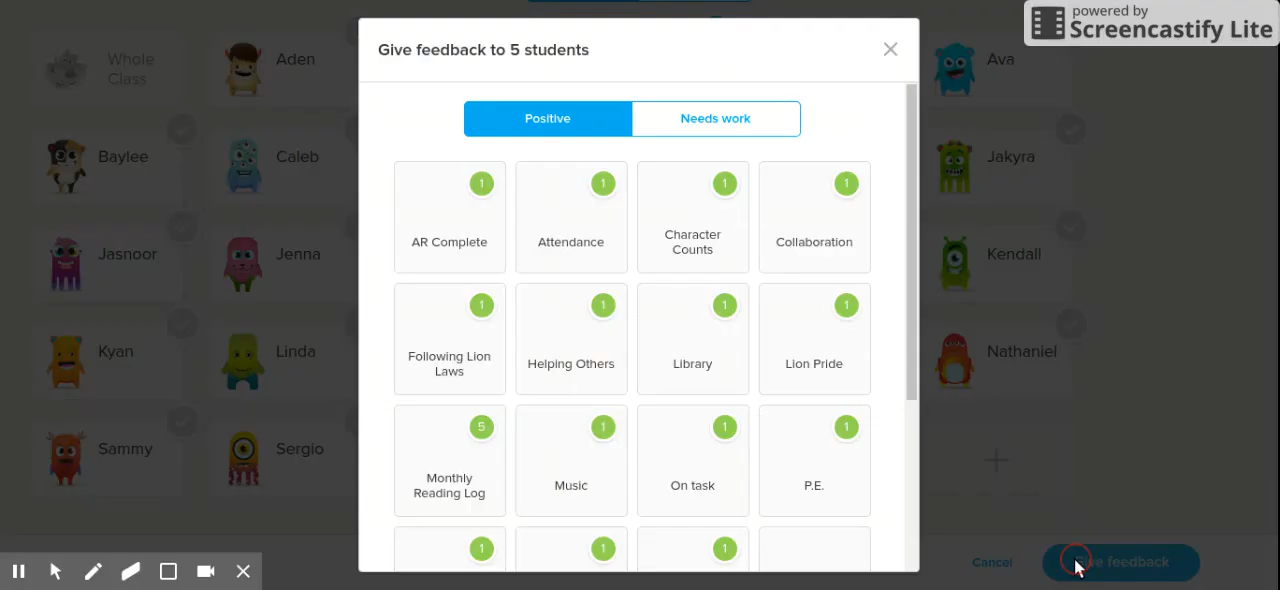 powered by
Screencastify Lite
Give feedback to 5 students
Whole
Class
Aden
Ava
Positive
Needs work
Baylee
Caleb
Jakyra
1
1
1
1
AR Complete
Attendance
Character
Counts
Collaboration
Jasnoor
Jenna
Kendall
1
1
1
1
Following Lion
Laws
Helping Others
Library
Lion Pride
Kyan
Linda
Nathaniel
5
1
1
1
Monthly
Reading Log
Music
On task
P.E.
Sammy
Sergio
1
1
1
Cancel
Give feedback